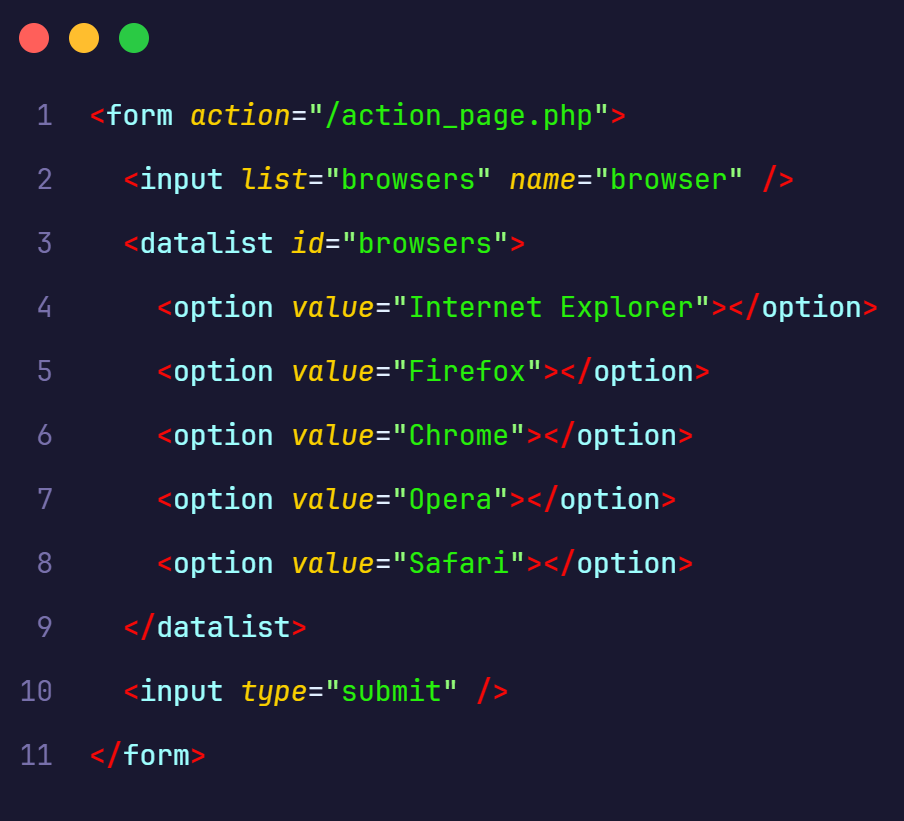 1 <form action="/action_page.php">
2   <input list="browsers" name="browser" />
3   <datalist id="browsers">
4     <option value="Internet Explorer"></option>
5     <option value="Firefox"></option>
6     <option value="Chrome"></option>
7     <option value="Opera"></option>
8     <option value="Safari"></option>
9   </datalist>
10   <input type="submit" />
11 </form>